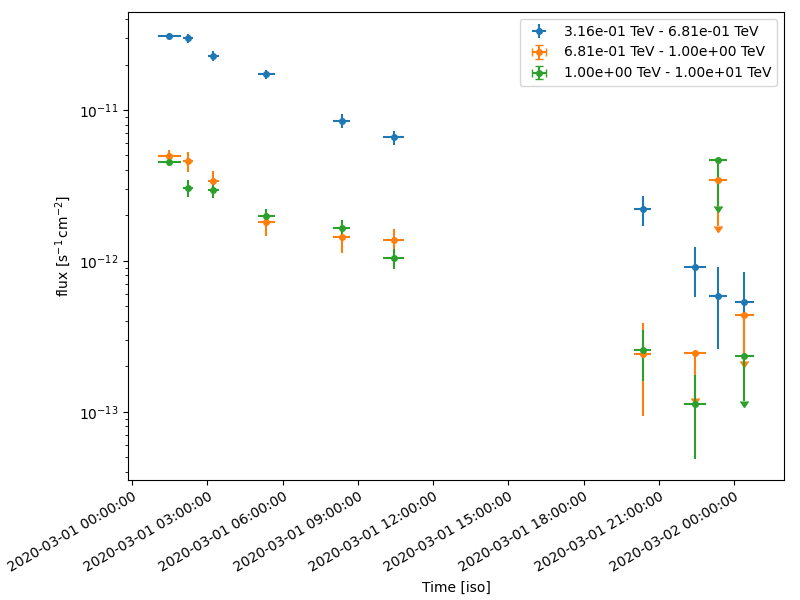 3.16e-01 TeV - 6.81e-01 TeV
6.81e-01 TeV - 1.00e+00 TeV
1.00e+00 TeV - 1.00e+01 TeV
flux [s⁻¹cm⁻²]
10⁻¹¹
10⁻¹²
10⁻¹³
2020-03-01 00:00:00
2020-03-01 03:00:00
2020-03-01 06:00:00
2020-03-01 09:00:00
2020-03-01 12:00:00
2020-03-01 15:00:00
2020-03-01 18:00:00
2020-03-01 21:00:00
2020-03-02 00:00:00
Time [iso]